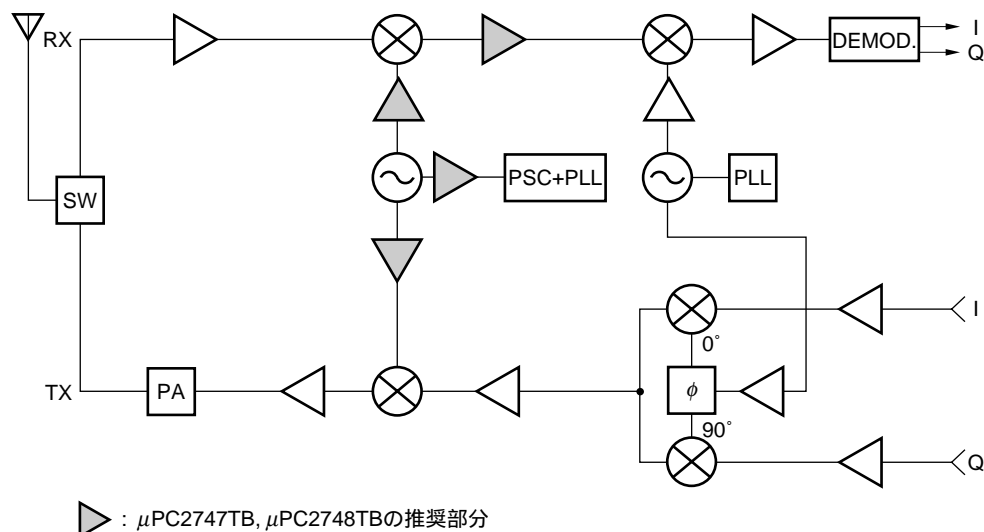 RX
I
DEMOD.
Q
SW
PSC+PLL
PLL
I
0°
TX
PA
ϕ
90°
Q
: μPC2747TB, μPC2748TBの推奨部分